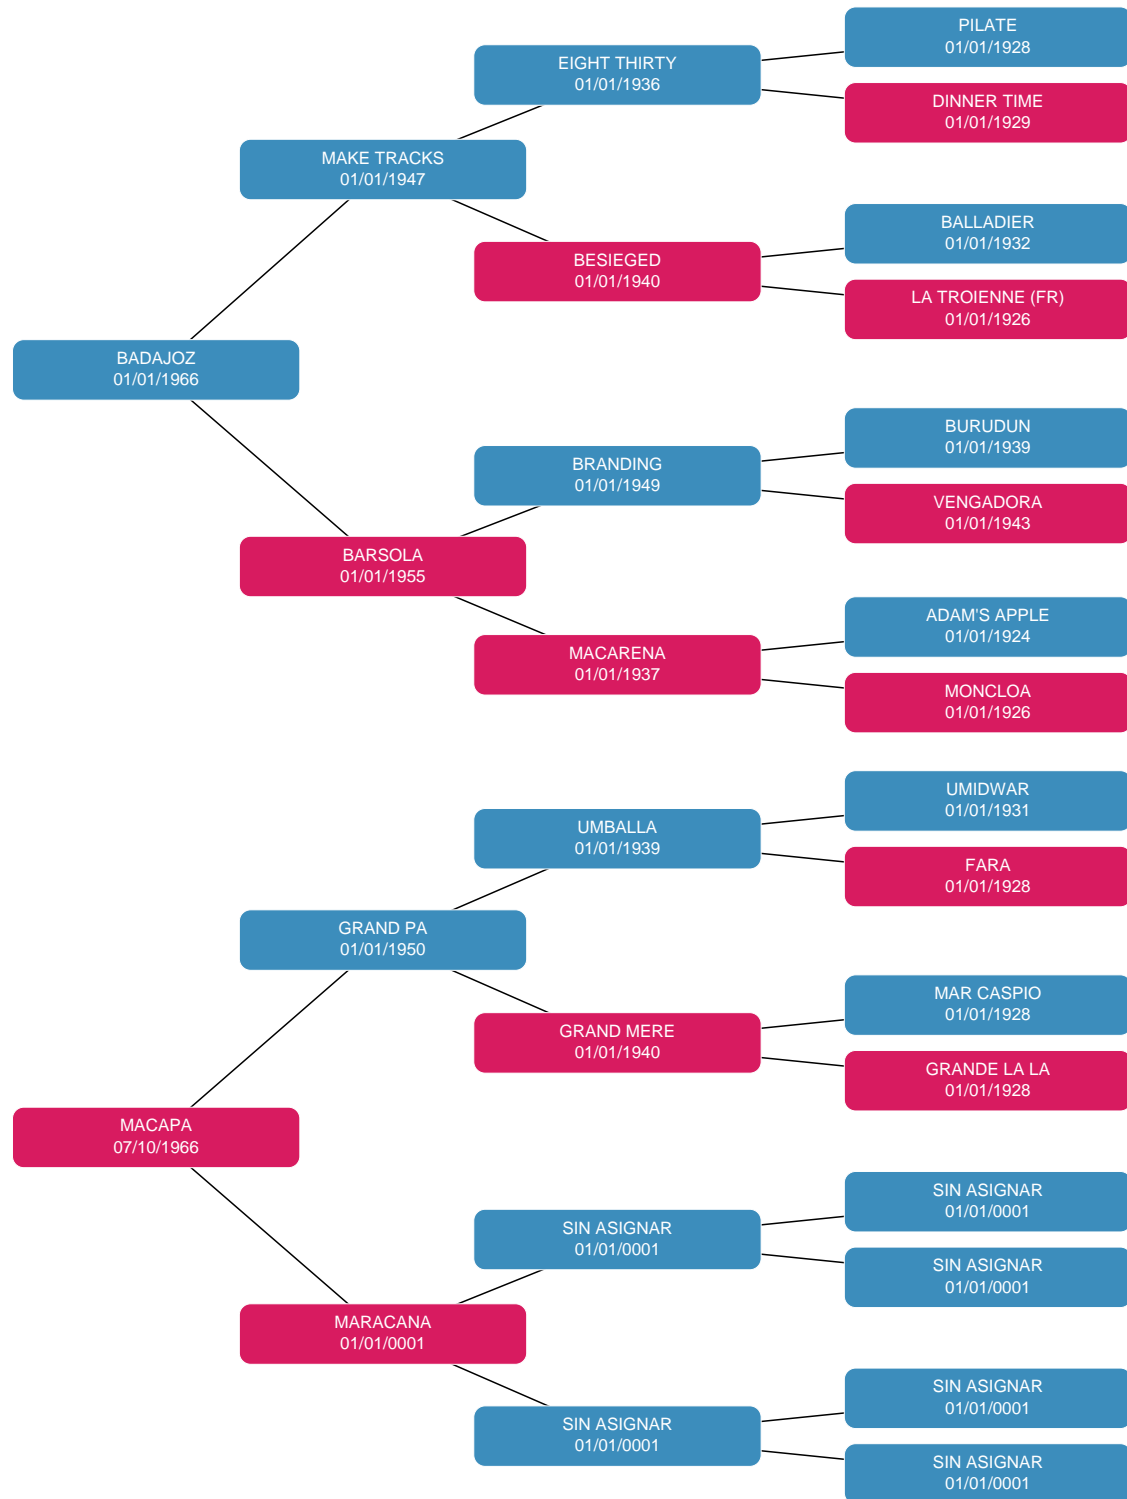 PILATE
01/01/1928
EIGHT THIRTY
01/01/1936
DINNER TIME
01/01/1929
MAKE TRACKS
01/01/1947
BALLADIER
01/01/1932
BESIEGED
01/01/1940
LA TROIENNE (FR)
01/01/1926
BADAJOZ
01/01/1966
BURUDUN
01/01/1939
BRANDING
01/01/1949
VENGADORA
01/01/1943
BARSOLA
01/01/1955
ADAM'S APPLE
01/01/1924
MACARENA
01/01/1937
MONCLOA
01/01/1926
UMIDWAR
01/01/1931
UMBALLA
01/01/1939
FARA
01/01/1928
GRAND PA
01/01/1950
MAR CASPIO
01/01/1928
GRAND MERE
01/01/1940
GRANDE LA LA
01/01/1928
MACAPA
07/10/1966
SIN ASIGNAR
01/01/0001
SIN ASIGNAR
01/01/0001
SIN ASIGNAR
01/01/0001
MARACANA
01/01/0001
SIN ASIGNAR
01/01/0001
SIN ASIGNAR
01/01/0001
SIN ASIGNAR
01/01/0001